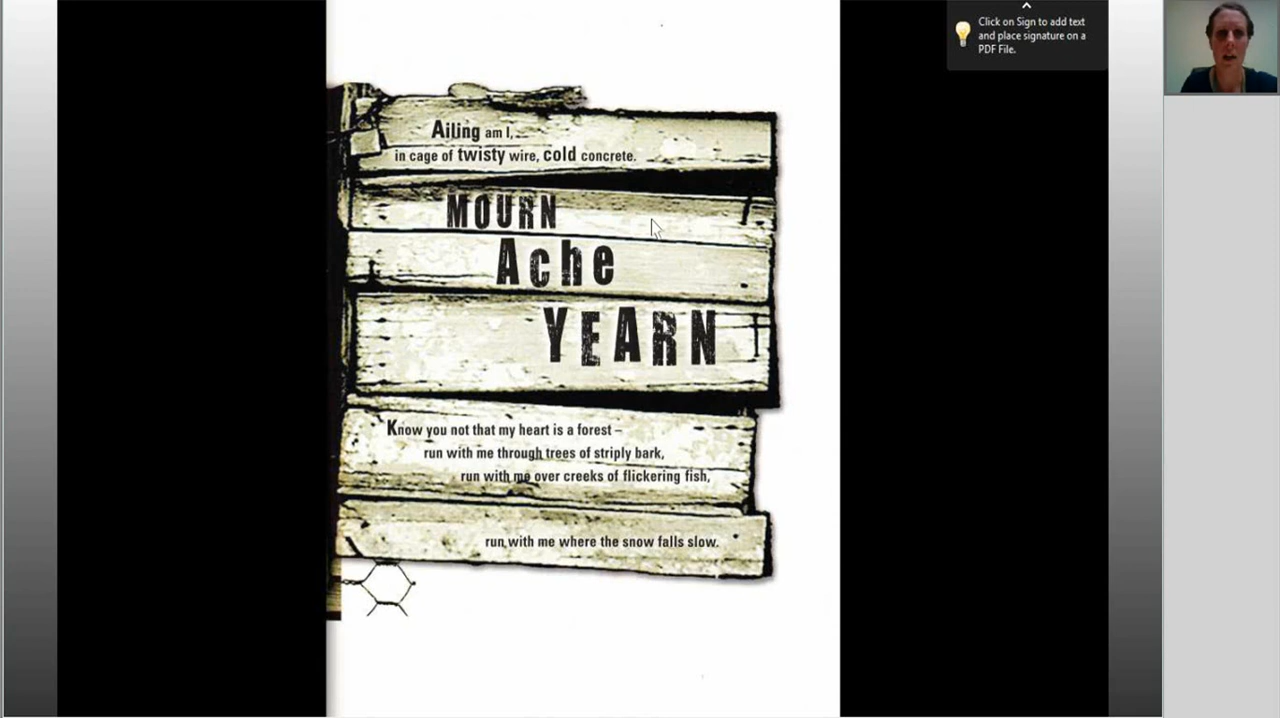 Click on Sign to add text
and place signature on a
PDF File.
Ailing am I,
in cage of twisty wire, cold concrete.
MOURN
Ache
YEARN
Know you not that my heart is a forest –
run with me through trees of striply bark,
run with me over creeks of flickering fish,
run with me where the snow falls slow.